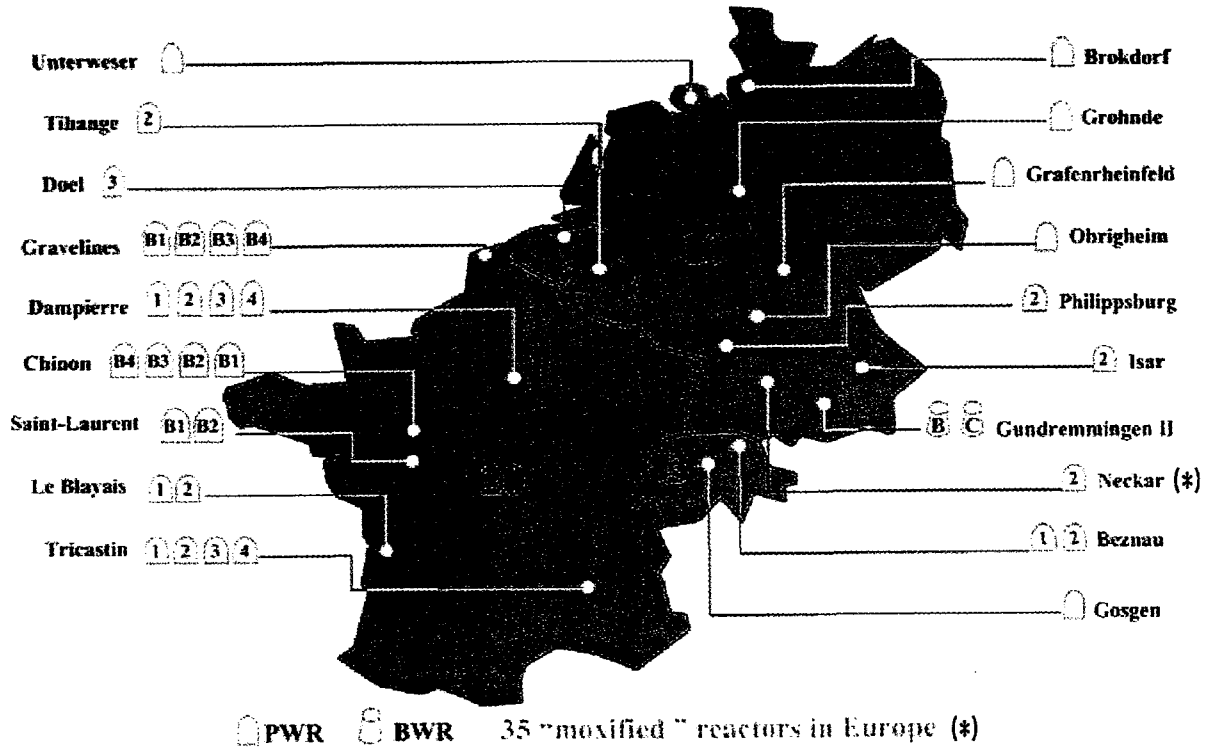 Unterweser
Tihange 2
Doel 3
Gravelines B1 B2 B3 B4
Dampierre 1 2 3 4
Chinon B4 B3 B2 B1
Saint-Laurent B1 B2
Le Blayais 1 2
Tricastin 1 2 3 4
Brokdorf
Grohnde
Grafenrheinfeld
Obrigheim
2 Philippsburg
2 Isar
B C Gundremmingen II
2 Neckar (*)
1 2 Beznau
Gosgen
PWR BWR 35 "moxified " reactors in Europe (*)